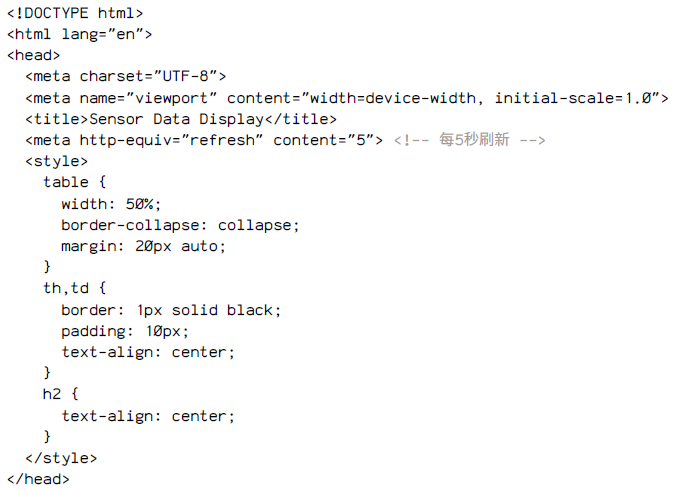 <!DOCTYPE html>
<html lang="en">
<head>
  <meta charset="UTF-8">
  <meta name="viewport" content="width=device-width, initial-scale=1.0">
  <title>Sensor Data Display</title>
  <meta http-equiv="refresh" content="5"> <!-- 每5秒刷新 -->
  <style>
    table {
      width: 50%;
      border-collapse: collapse;
      margin: 20px auto;
    }
    th,td {
      border: 1px solid black;
      padding: 10px;
      text-align: center;
    }
    h2 {
      text-align: center;
    }
  </style>
</head>